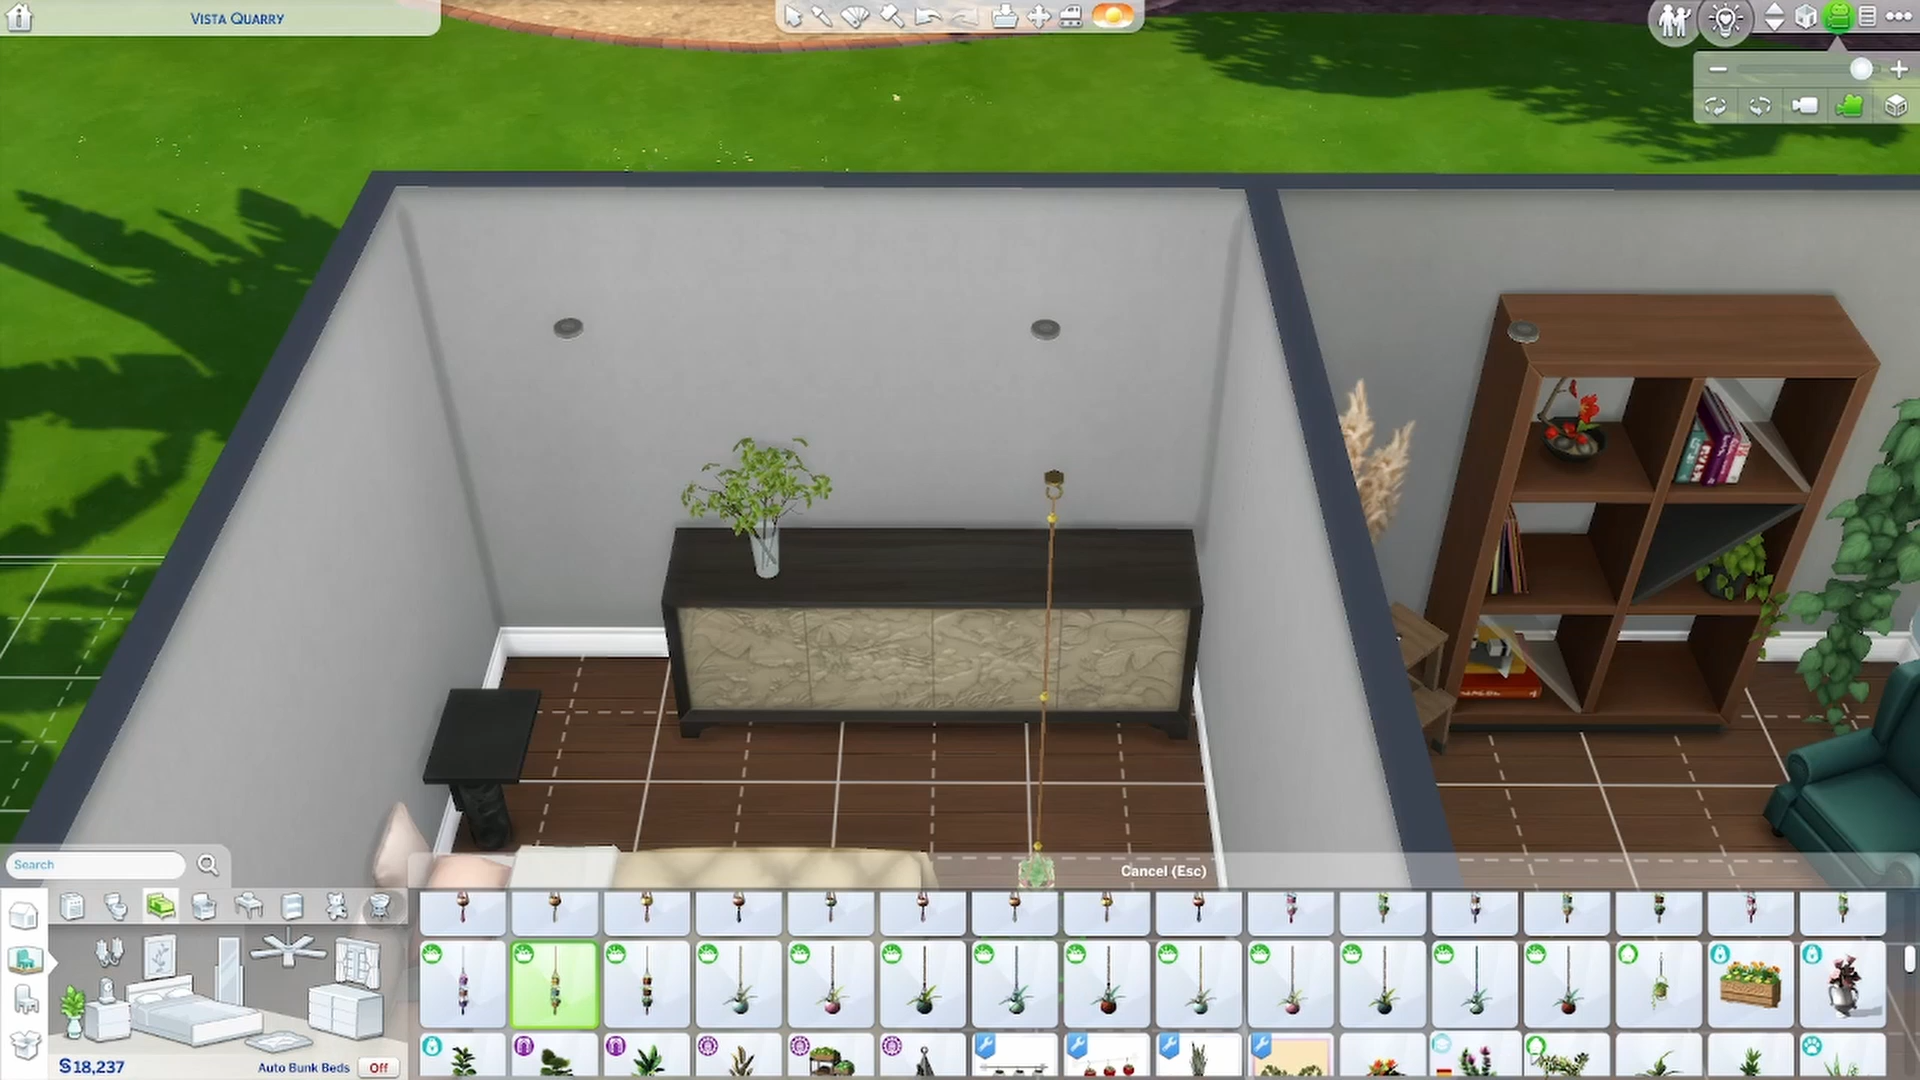 VISTA QUARRY
Search
Cancel (Esc)
§18,237
Auto Bunk Beds
Off